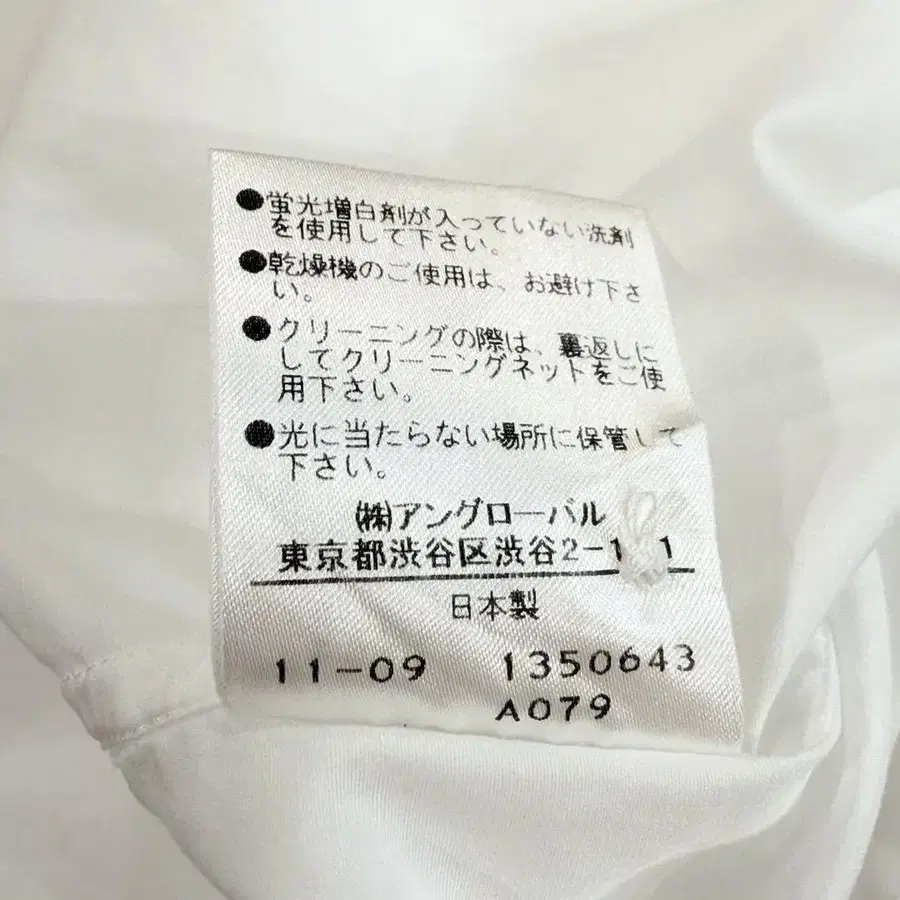 ●蛍光増白剤が入っていない洗剤
を使用して下さい。
●乾燥機のご使用は、お避け下さ
い。
●クリーニングの際は、裏返しに
してクリーニングネットをご使
用下さい。
●光に当たらない場所に保管して
下さい。
㈱アングローバル
東京都渋谷区渋谷2-1 1
日本製
11-09 1350643
A079